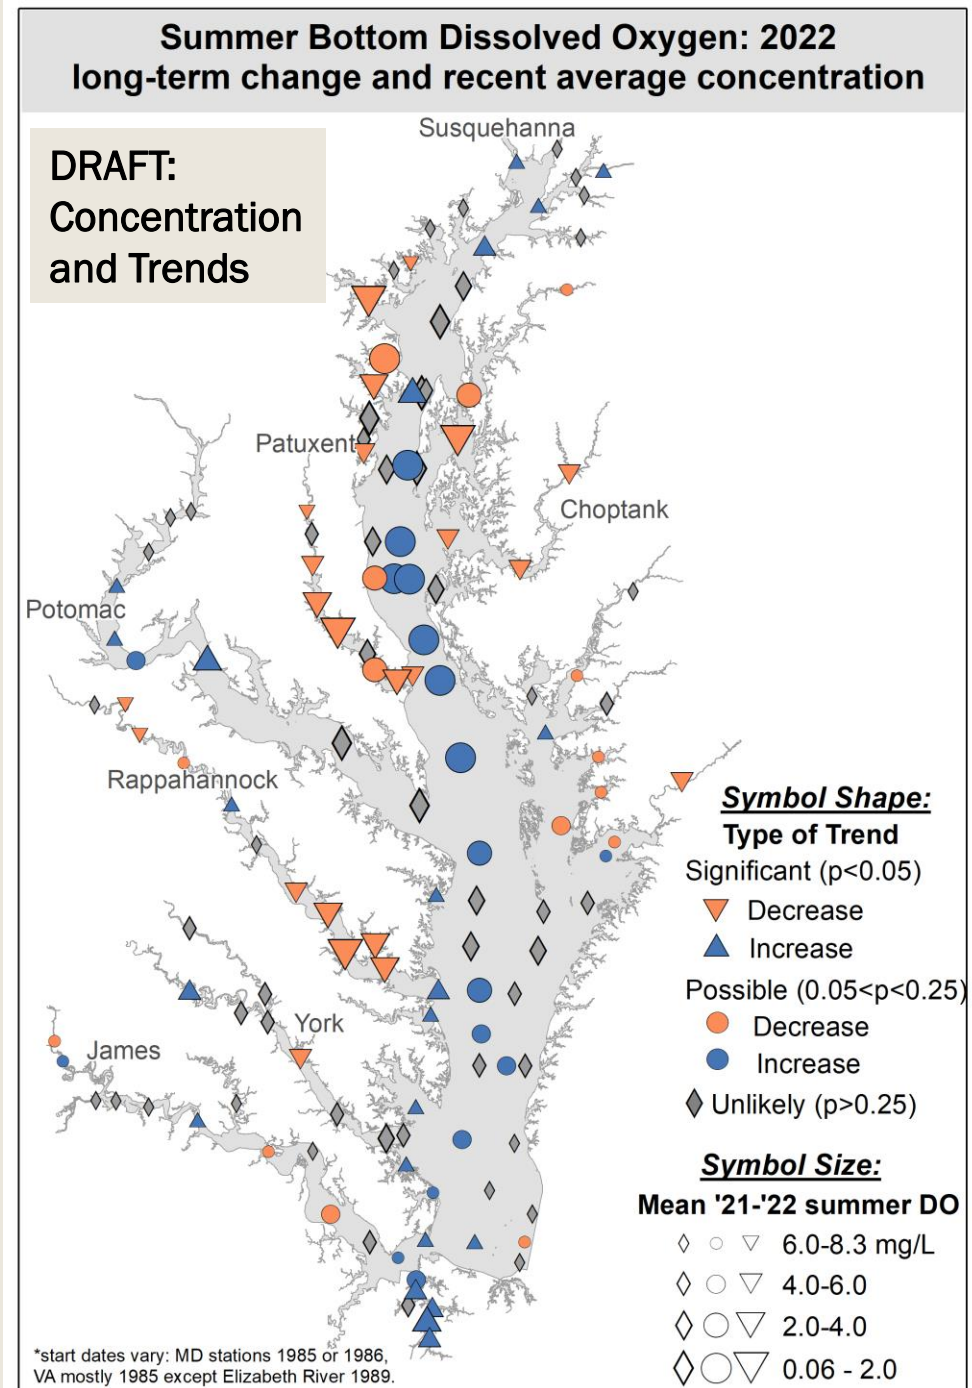 Summer Bottom Dissolved Oxygen: 2022
long-term change and recent average concentration
DRAFT:
Concentration
and Trends
Susquehanna
Patuxent
Choptank
Potomac
Rappahannock
York
James
Symbol Shape:
Type of Trend
Significant (p<0.05)
Decrease
Increase
Possible (0.05<p<0.25)
Decrease
Increase
Unlikely (p>0.25)
Symbol Size:
Mean '21-'22 summer DO
6.0-8.3 mg/L
4.0-6.0
2.0-4.0
0.06 - 2.0
*start dates vary: MD stations 1985 or 1986,
VA mostly 1985 except Elizabeth River 1989.